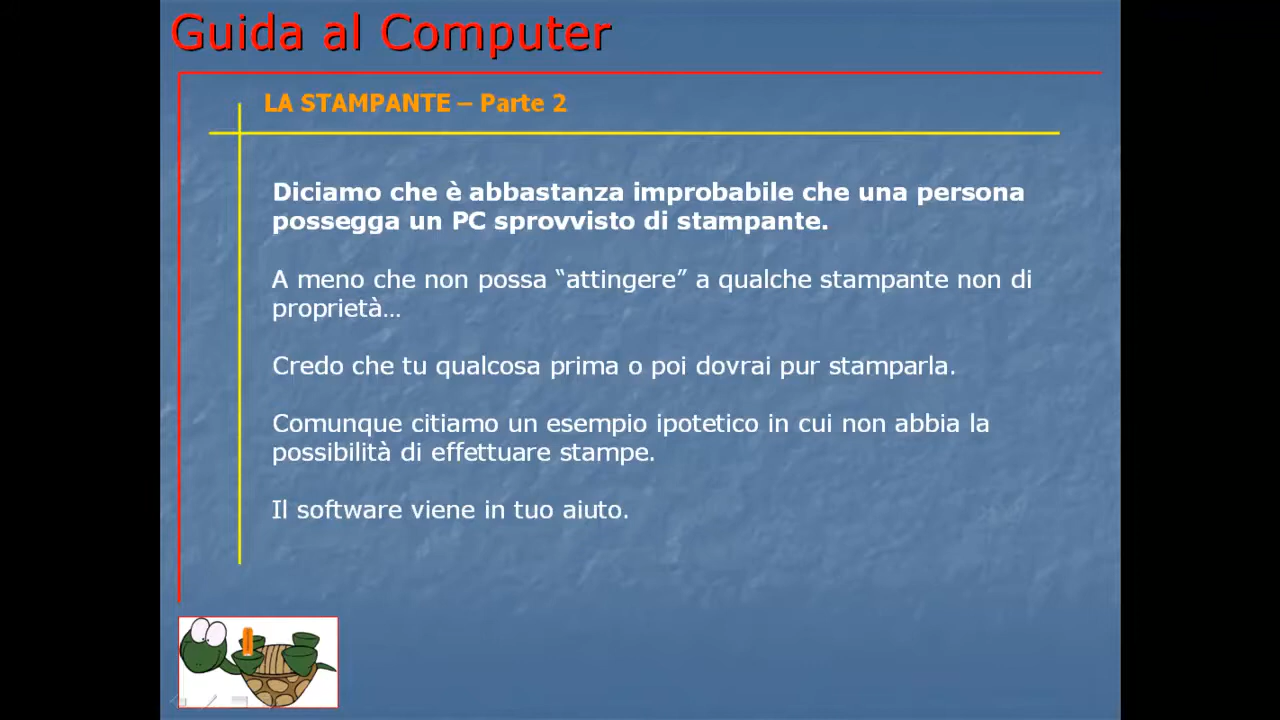 Guida al Computer
LA STAMPANTE – Parte 2
Diciamo che è abbastanza improbabile che una persona
possegga un PC sprovvisto di stampante.
A meno che non possa “attingere” a qualche stampante non di
proprietà…
Credo che tu qualcosa prima o poi dovrai pur stamparla.
Comunque citiamo un esempio ipotetico in cui non abbia la
possibilità di effettuare stampe.
Il software viene in tuo aiuto.